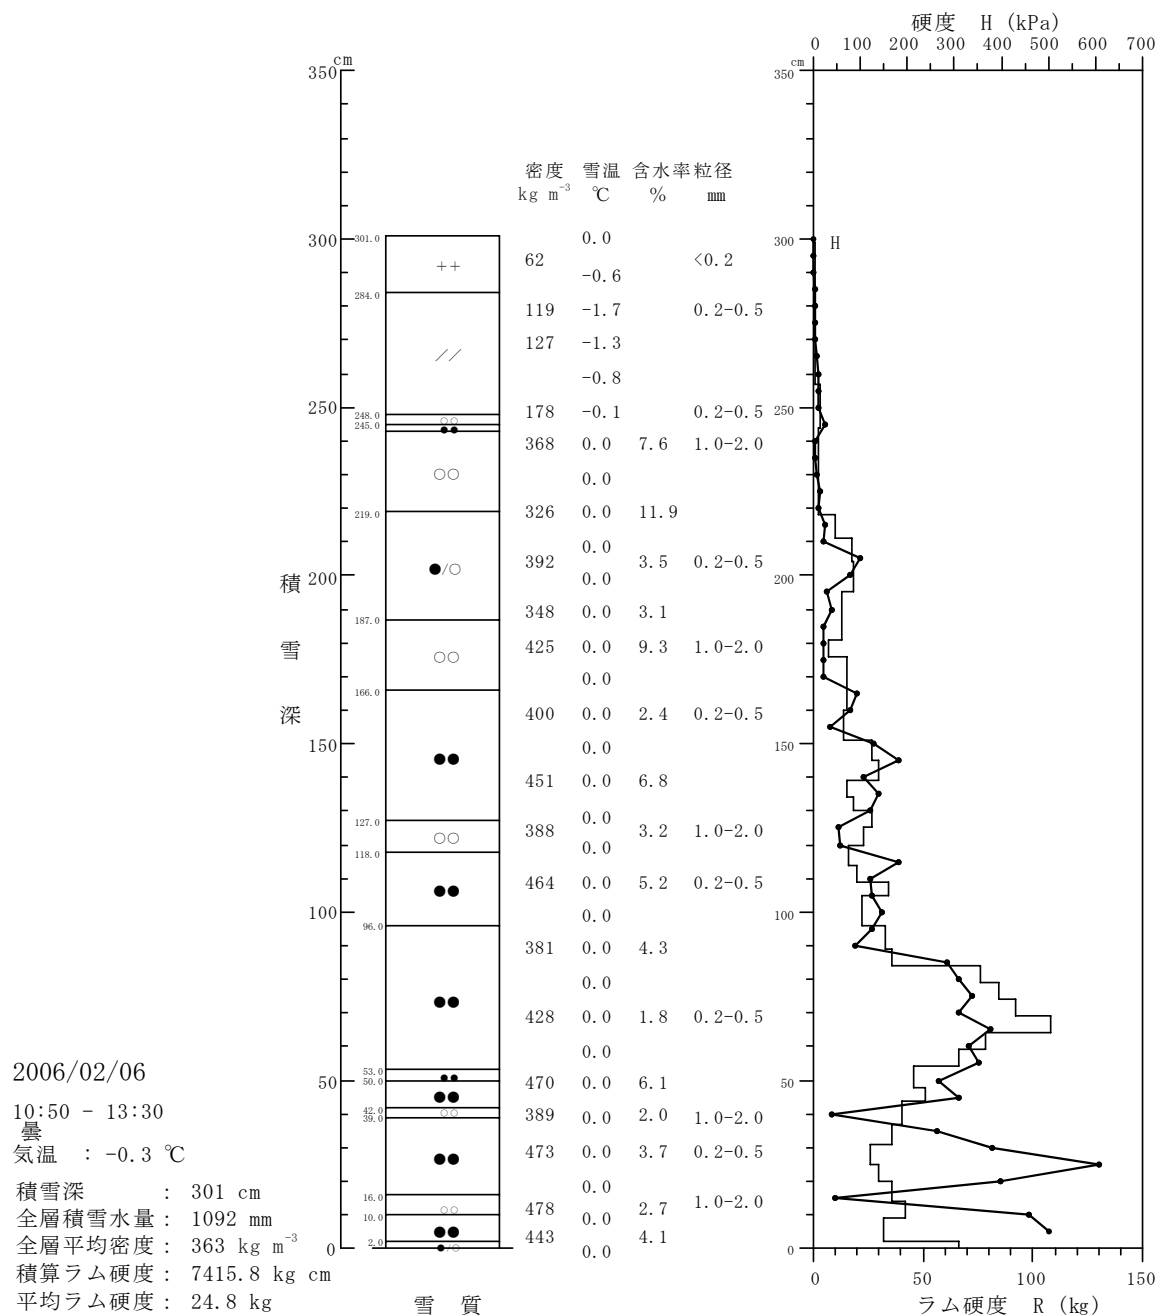 硬度 H (kPa)
0 100 200 300 400 500 600 700
cm
350
cm
350
密度 雪温 含水率 粒径
kg m-3 ℃ % mm
300 301.0 0.0 300 H
++ 62 <0.2
-0.6
284.0
119 -1.7 0.2-0.5
127 -1.3
//
-0.8
250 248.0 178 -0.1 0.2-0.5 250
○○
245.0
●●
368 0.0 7.6 1.0-2.0
○○ 0.0
219.0 326 0.0 11.9
0.0
●/○ 392 3.5 0.2-0.5
200 0.0 200
348 0.0 3.1
187.0
○○ 425 0.0 9.3 1.0-2.0
0.0
166.0
400 0.0 2.4 0.2-0.5
積雪深
150 0.0 150
●●
451 0.0 6.8
127.0 0.0
○○ 388 3.2 1.0-2.0
118.0 0.0
●● 464 0.0 5.2 0.2-0.5
100 0.0 100
96.0
381 0.0 4.3
0.0
●●
428 0.0 1.8 0.2-0.5
0.0
53.0
●●
50 50.0 470 0.0 6.1 50
●●
42.0
○○ 389 0.0 2.0 1.0-2.0
39.0
●● 473 0.0 3.7 0.2-0.5
0.0
16.0
○○ 478 2.7 1.0-2.0
10.0 0.0
●● 443 4.1
2.0
0 ●/○ 0.0 0
雪 質
0 50 100 150
ラム硬度 R (kg)
2006/02/06
10:50 - 13:30
曇
気温 : -0.3 ℃
積雪深 : 301 cm
全層積雪水量 : 1092 mm
全層平均密度 : 363 kg m-3
積算ラム硬度 : 7415.8 kg cm
平均ラム硬度 : 24.8 kg